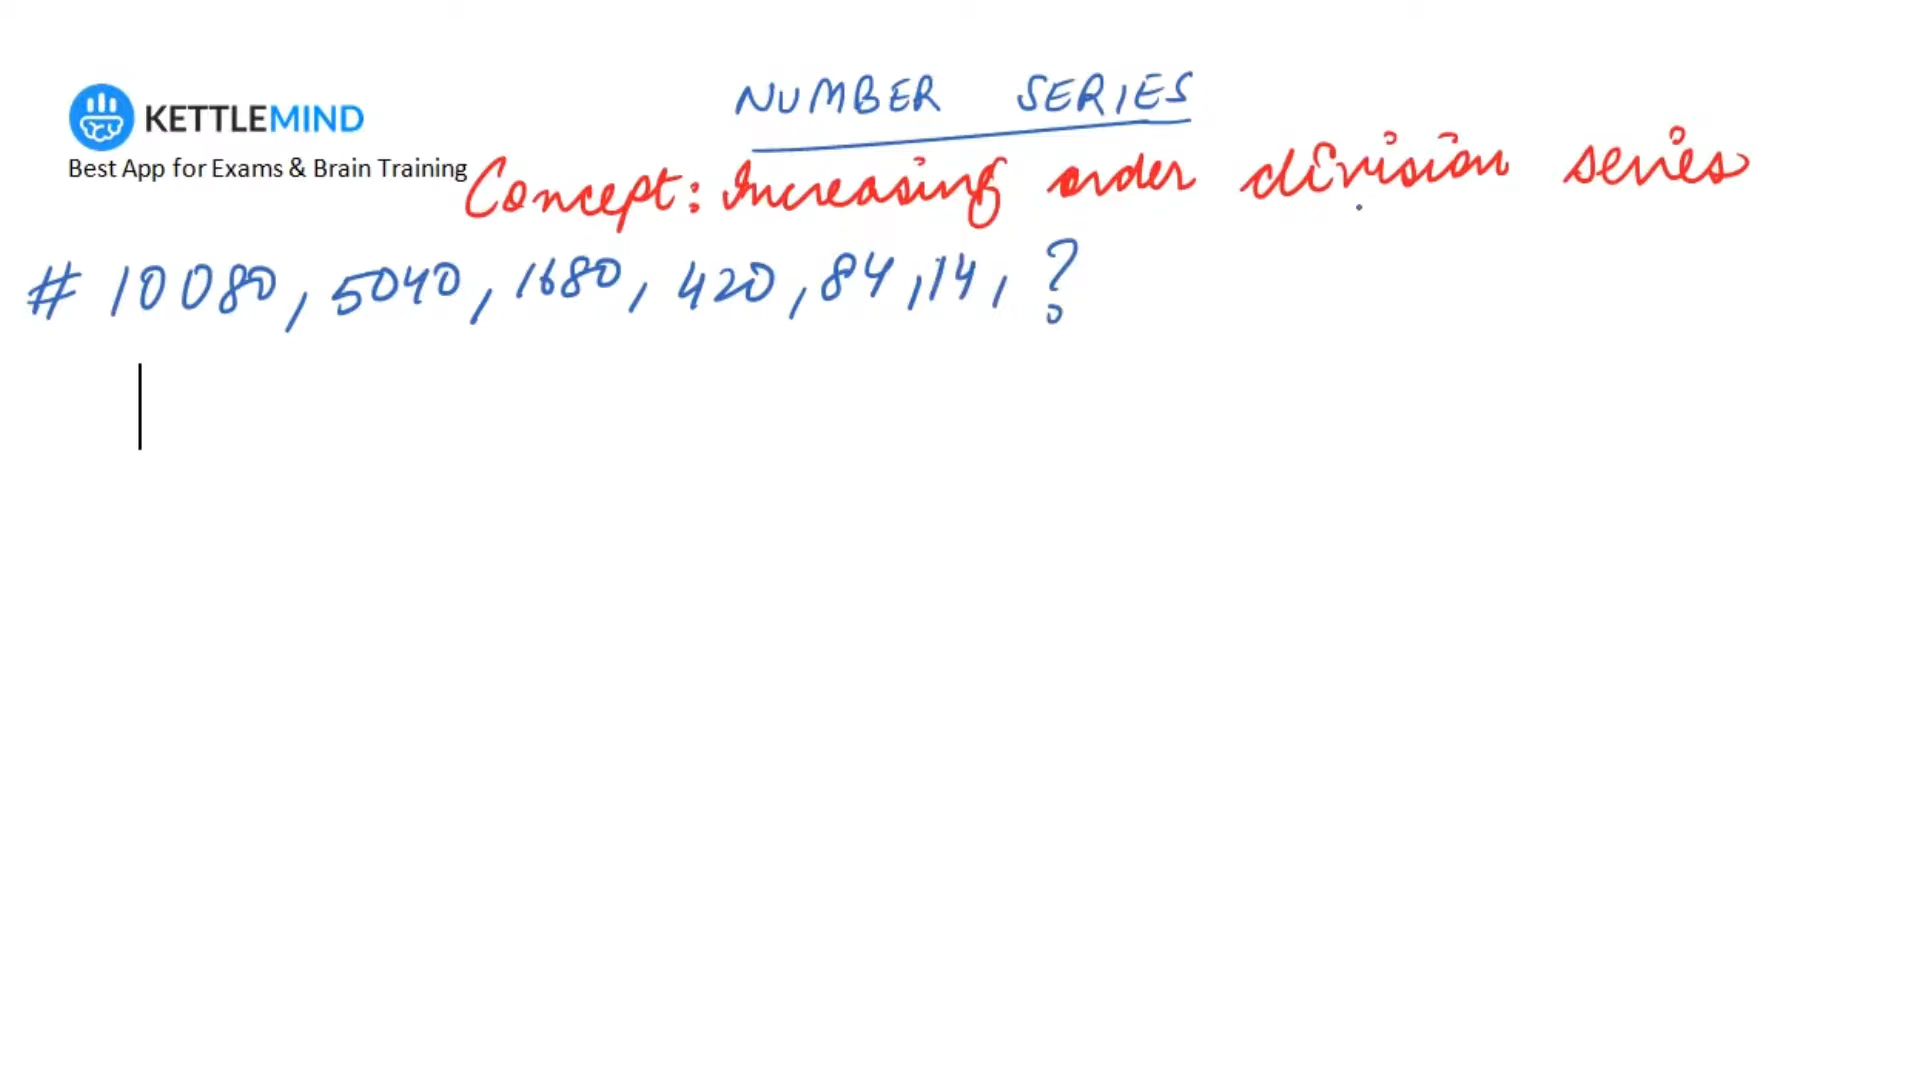 NUMBER SERIES
KETTLEMIND
Best App for Exams & Brain Training
Concept: Increasing order division series
# 10080, 5040, 1680, 420, 84, 14, ?